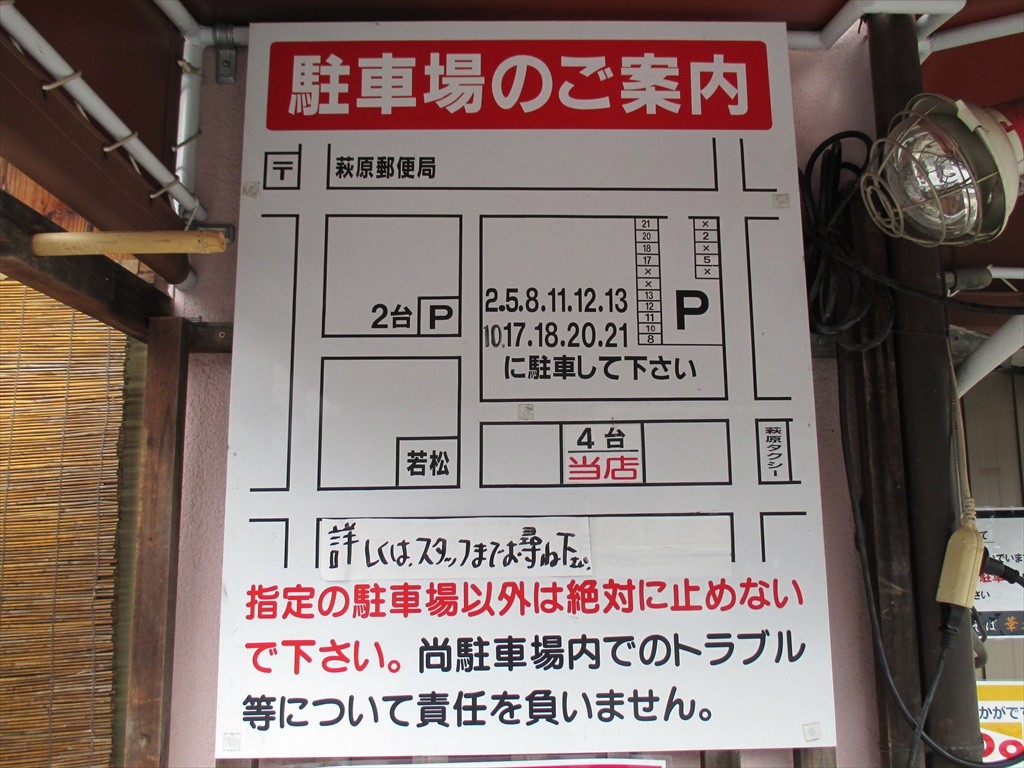 駐車場のご案内
〒
萩原郵便局
21
20
18
17
×
×
13
12
11
10
8
×
2
×
5
×
P
2.5.8.11.12.13
10.17.18.20.21
に駐車して下さい
2台 P
若松
4台
当店
萩原タクシー
詳しくは、スタッフまでお尋ね下さい。
指定の駐車場以外は絶対に止めない
で下さい。尚駐車場内でのトラブル
等について責任を負いません。